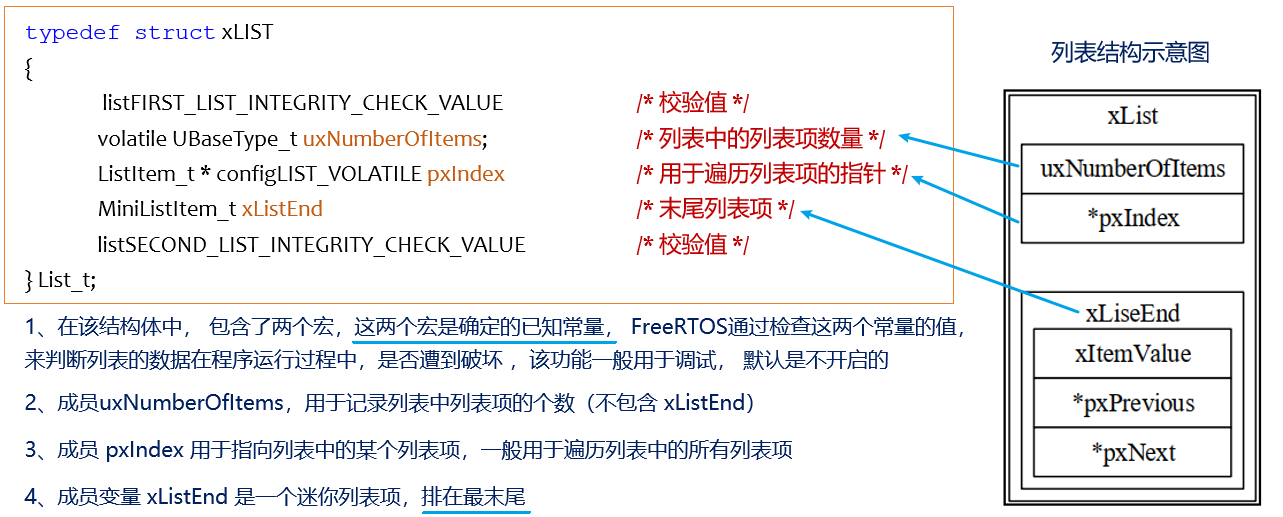 typedef struct xLIST
{
listFIRST_LIST_INTEGRITY_CHECK_VALUE /* 校验值 */
volatile UBaseType_t uxNumberOfItems; /* 列表中的列表项数量 */
ListItem_t * configLIST_VOLATILE pxIndex /* 用于遍历列表项的指针 */
MiniListItem_t xListEnd /* 末尾列表项 */
listSECOND_LIST_INTEGRITY_CHECK_VALUE /* 校验值 */
} List_t;
列表结构示意图
xList
uxNumberOfItems
*pxIndex
xLiseEnd
xItemValue
*pxPrevious
*pxNext
1、在该结构体中， 包含了两个宏，这两个宏是确定的已知常量， FreeRTOS通过检查这两个常量的值，
来判断列表的数据在程序运行过程中，是否遭到破坏 ，该功能一般用于调试， 默认是不开启的
2、成员uxNumberOfItems，用于记录列表中列表项的个数（不包含 xListEnd）
3、成员 pxIndex 用于指向列表中的某个列表项，一般用于遍历列表中的所有列表项
4、成员变量 xListEnd 是一个迷你列表项，排在最末尾